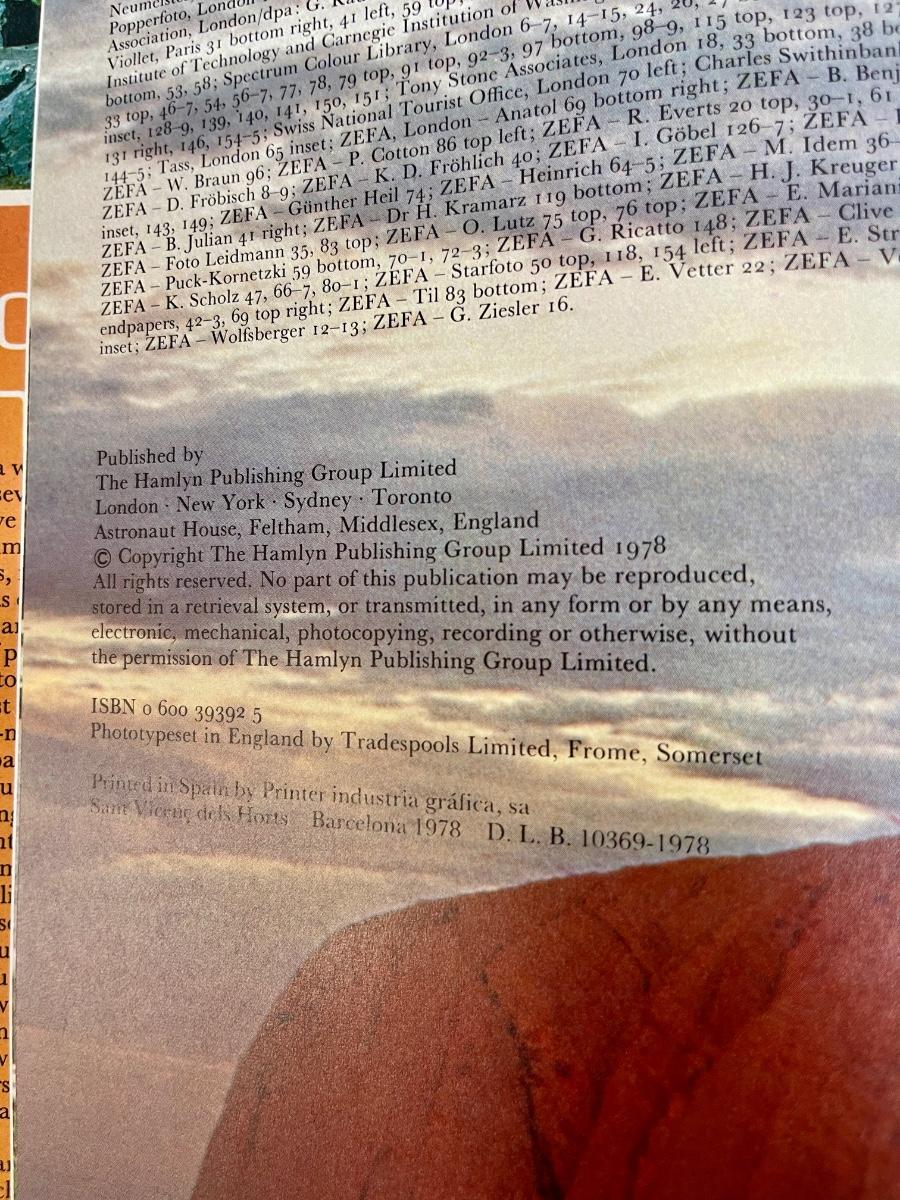 Popperfoto, London
Association, London/dpa: G.
Viollet, Paris 31 bottom right, 41 left, 59 top,
Institute of Technology and Carnegie Institution of
bottom, 53, 58; Spectrum Colour Library, London 6–7, 14–15, 24, 26, 27
33 top, 46–7, 54, 56–7, 77, 78, 79 top, 91 top, 92–3, 97 bottom, 98–9, 115 top, 123 top,
inset, 128–9, 139, 140, 141, 150, 151; Tony Stone Associates, London 18, 33 bottom, 38
131 right, 146, 154–5; Swiss National Tourist Office, London 70 left; Charles Swithinbank
144–5; Tass, London 65 inset; ZEFA, London – Anatol 69 bottom right; ZEFA – B.
ZEFA – W. Braun 96; ZEFA – P. Cotton 86 top left; ZEFA – R. Everts 20 top, 30–1, 61
ZEFA – D. Fröbisch 8–9; ZEFA – K. D. Fröhlich 40; ZEFA – I. Göbel 126–7; ZEFA –
inset, 143, 149; ZEFA – Günther Heil 74; ZEFA – Heinrich 64–5; ZEFA – M. Idem 36–
ZEFA – B. Julian 41 right; ZEFA – Dr H. Kramarz 119 bottom; ZEFA – H. J. Kreuger
ZEFA – Foto Leidmann 35, 83 top; ZEFA – O. Lutz 75 top, 76 top; ZEFA – E. Mariani
ZEFA – Puck-Kornetzki 59 bottom, 70–1, 72–3; ZEFA – G. Ricatto 148; ZEFA – Clive
ZEFA – K. Scholz 47, 66–7, 80–1; ZEFA – Starfoto 50 top, 118, 154 left; ZEFA – E.
endpapers, 42–3, 69 top right; ZEFA – Til 83 bottom; ZEFA – E. Vetter 22; ZEFA –
inset; ZEFA – Wolfsberger 12–13; ZEFA – G. Ziesler 16.
Published by
The Hamlyn Publishing Group Limited
London · New York · Sydney · Toronto
Astronaut House, Feltham, Middlesex, England
© Copyright The Hamlyn Publishing Group Limited 1978
All rights reserved. No part of this publication may be reproduced,
stored in a retrieval system, or transmitted, in any form or by any means,
electronic, mechanical, photocopying, recording or otherwise, without
the permission of The Hamlyn Publishing Group Limited.
ISBN 0 600 39392 5
Phototypeset in England by Tradespools Limited, Frome, Somerset
Printed in Spain by Printer industria gráfica, sa
Sant Vicenç dels Horts Barcelona 1978 D. L. B. 10369-1978